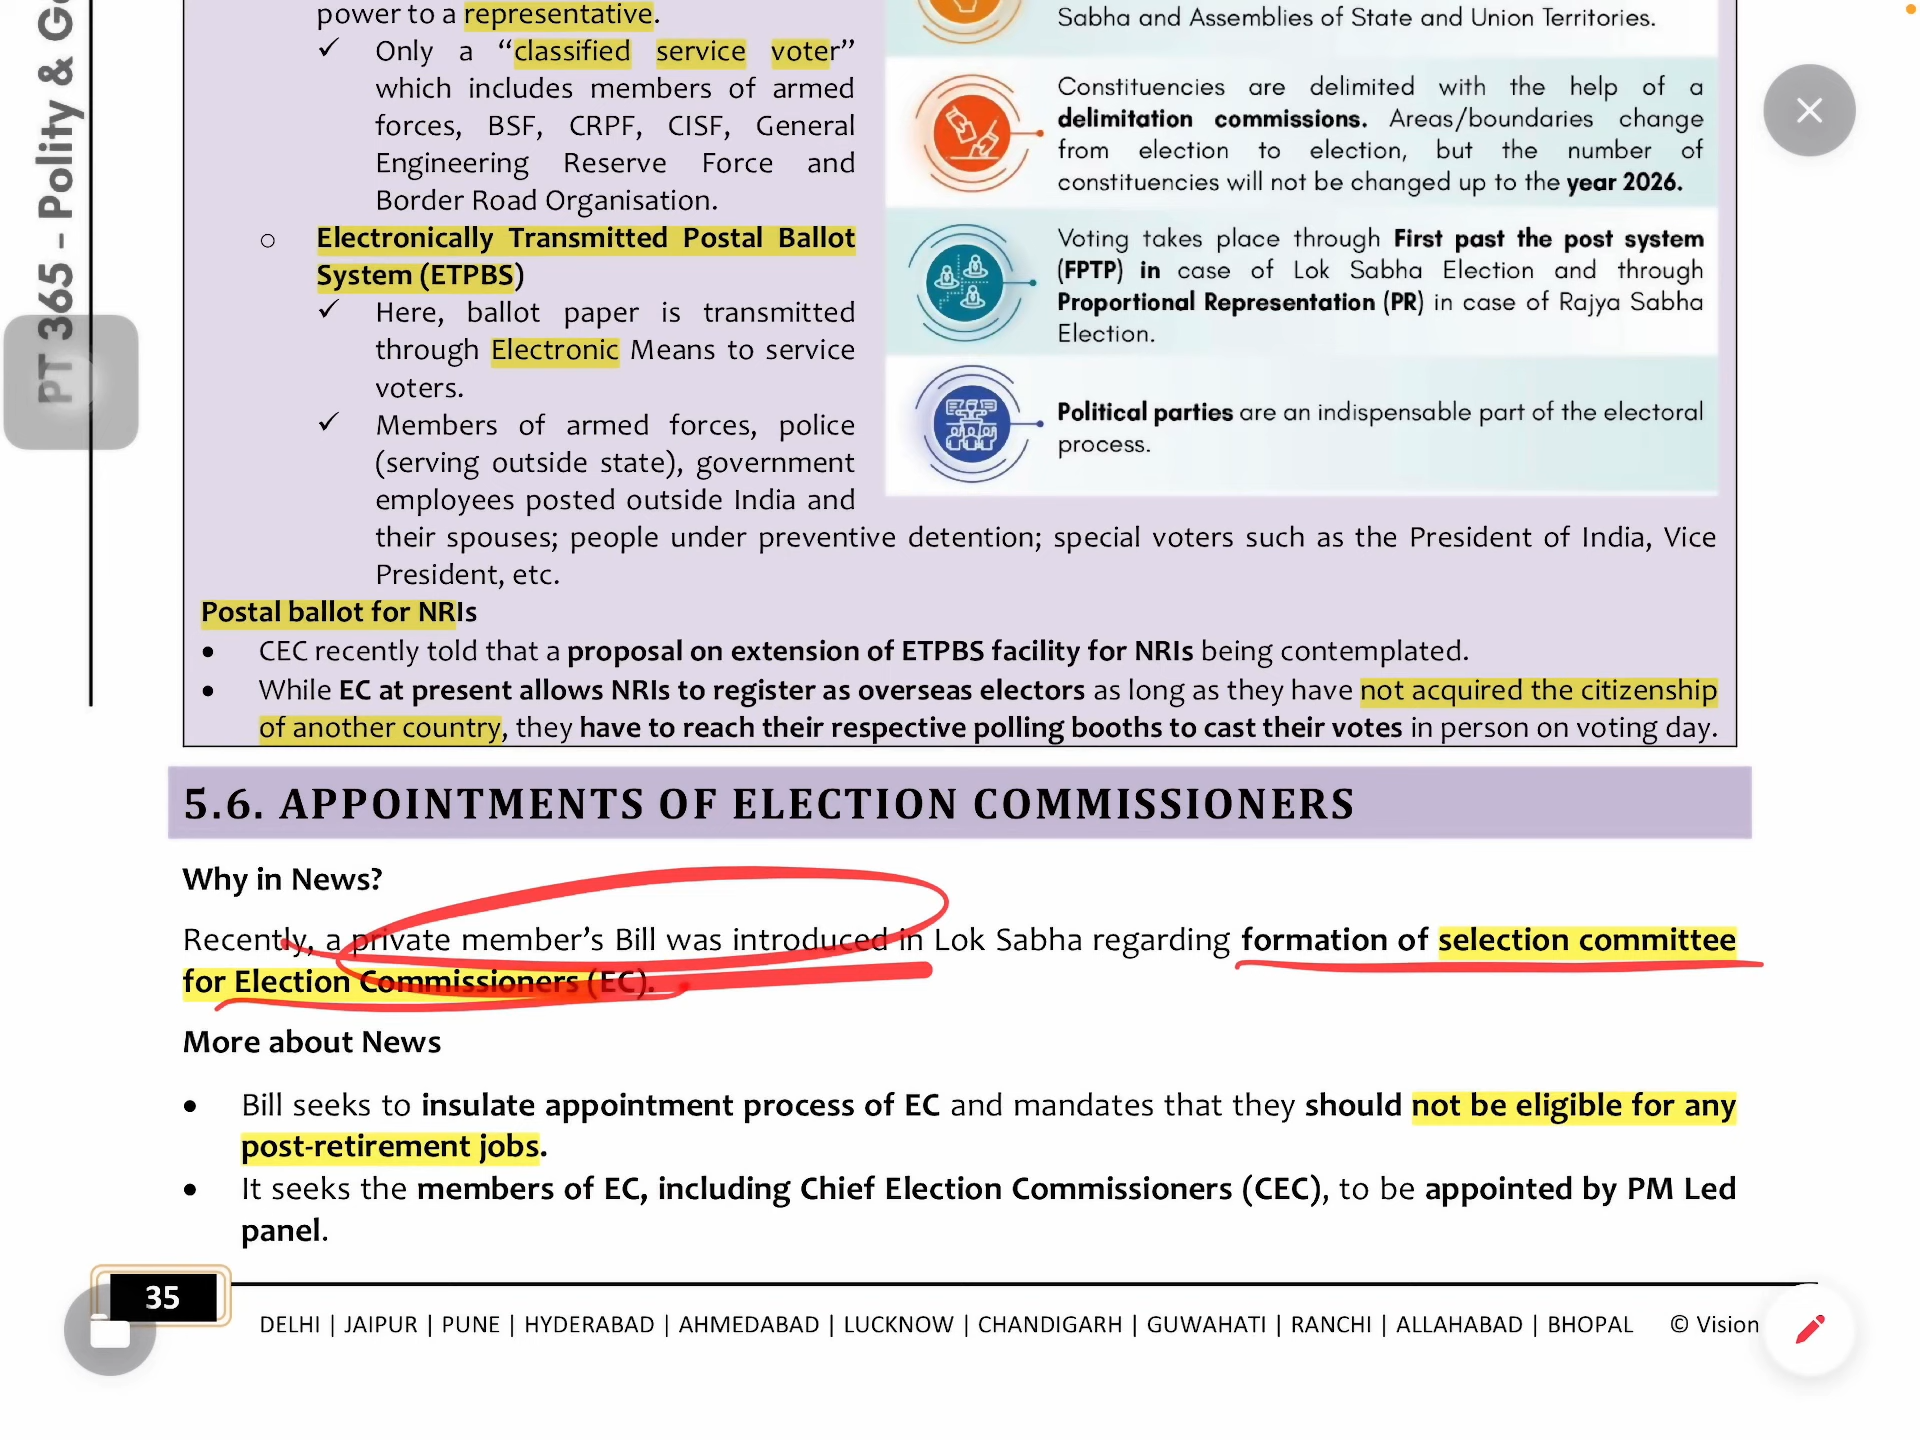 PT 365 - Polity & Go
power to a representative.
✓ Only a “classified service voter”
which includes members of armed
forces, BSF, CRPF, CISF, General
Engineering Reserve Force and
Border Road Organisation.
○ Electronically Transmitted Postal Ballot
System (ETPBS)
✓ Here, ballot paper is transmitted
through Electronic Means to service
voters.
✓ Members of armed forces, police
(serving outside state), government
employees posted outside India and
their spouses; people under preventive detention; special voters such as the President of India, Vice
President, etc.
Sabha and Assemblies of State and Union Territories.
Constituencies are delimited with the help of a
delimitation commissions. Areas/boundaries change
from election to election, but the number of
constituencies will not be changed up to the year 2026.
Voting takes place through First past the post system
(FPTP) in case of Lok Sabha Election and through
Proportional Representation (PR) in case of Rajya Sabha
Election.
Political parties are an indispensable part of the electoral
process.
Postal ballot for NRIs
• CEC recently told that a proposal on extension of ETPBS facility for NRIs being contemplated.
• While EC at present allows NRIs to register as overseas electors as long as they have not acquired the citizenship
of another country, they have to reach their respective polling booths to cast their votes in person on voting day.
5.6. APPOINTMENTS OF ELECTION COMMISSIONERS
Why in News?
Recently, a private member’s Bill was introduced in Lok Sabha regarding formation of selection committee
for Election Commissioners (EC).
More about News
• Bill seeks to insulate appointment process of EC and mandates that they should not be eligible for any
post-retirement jobs.
• It seeks the members of EC, including Chief Election Commissioners (CEC), to be appointed by PM Led
panel.
35
DELHI | JAIPUR | PUNE | HYDERABAD | AHMEDABAD | LUCKNOW | CHANDIGARH | GUWAHATI | RANCHI | ALLAHABAD | BHOPAL © Vision